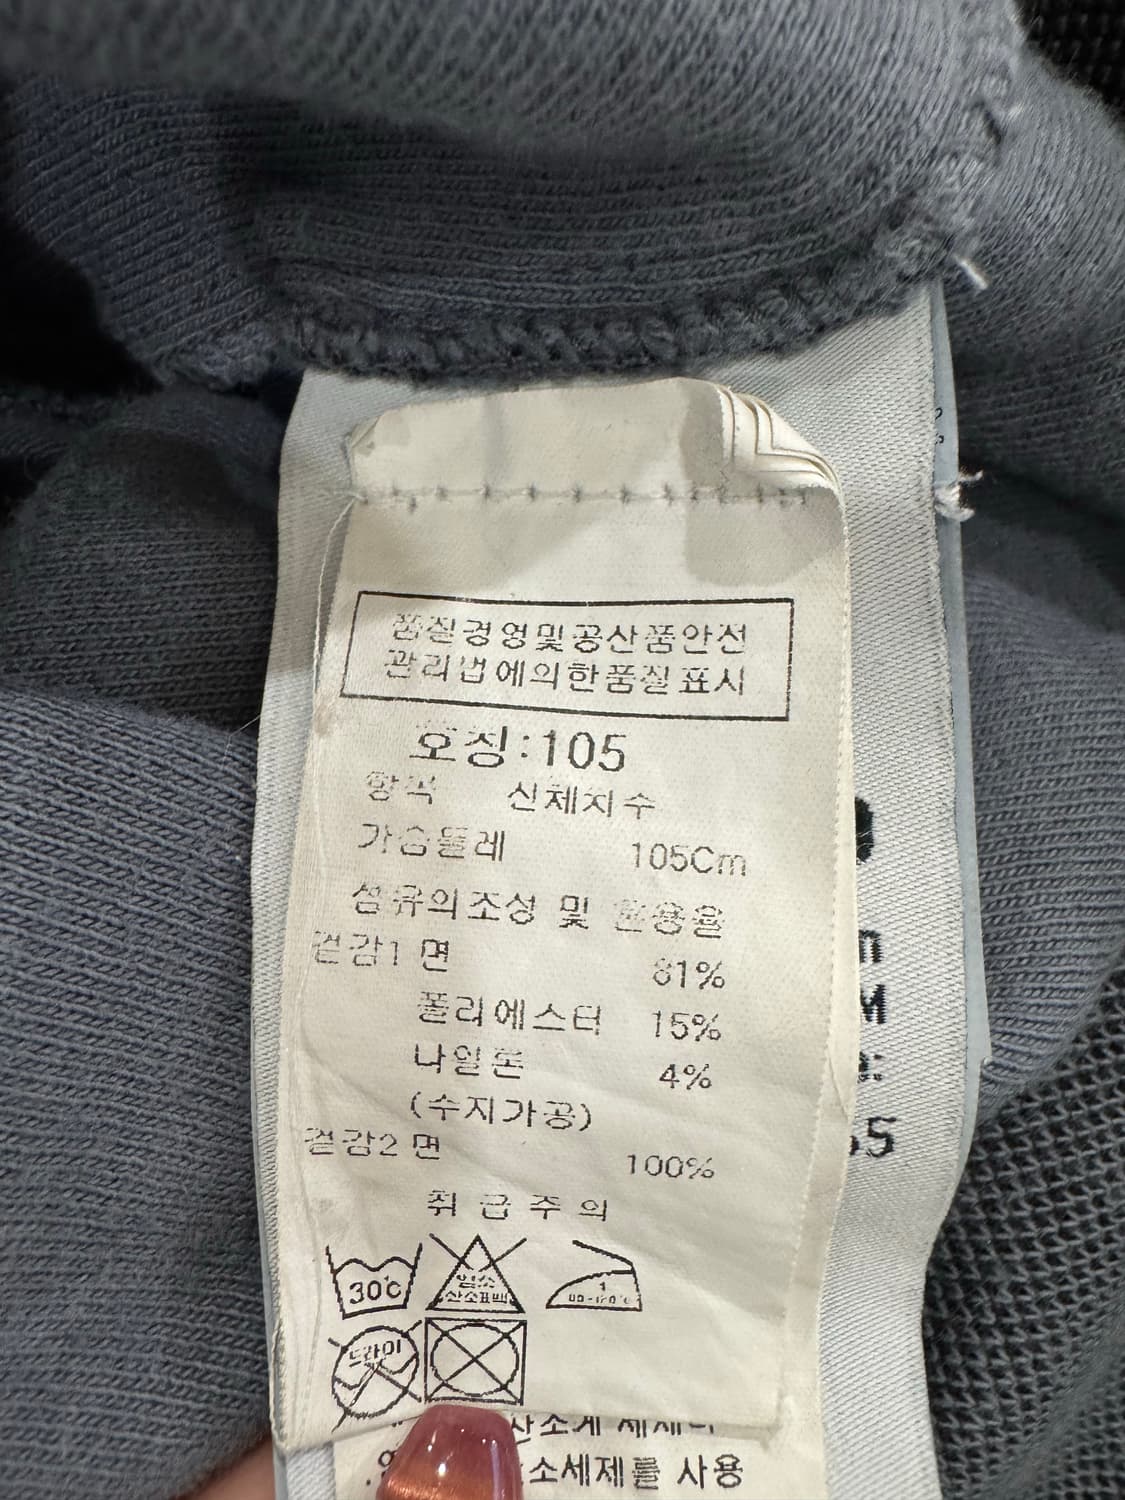 품질경영및공산품안전
관리법에의한품질표시
호칭:105
항목 신체치수
가슴둘레 105Cm
섬유의조성 및 혼용율
겉감1 면 81%
폴리에스터 15%
나일론 4%
(수지가공)
겉감2 면 100%
취급주의
30℃
염소
산소표백
1
드라이
소세제를 사용
M
55